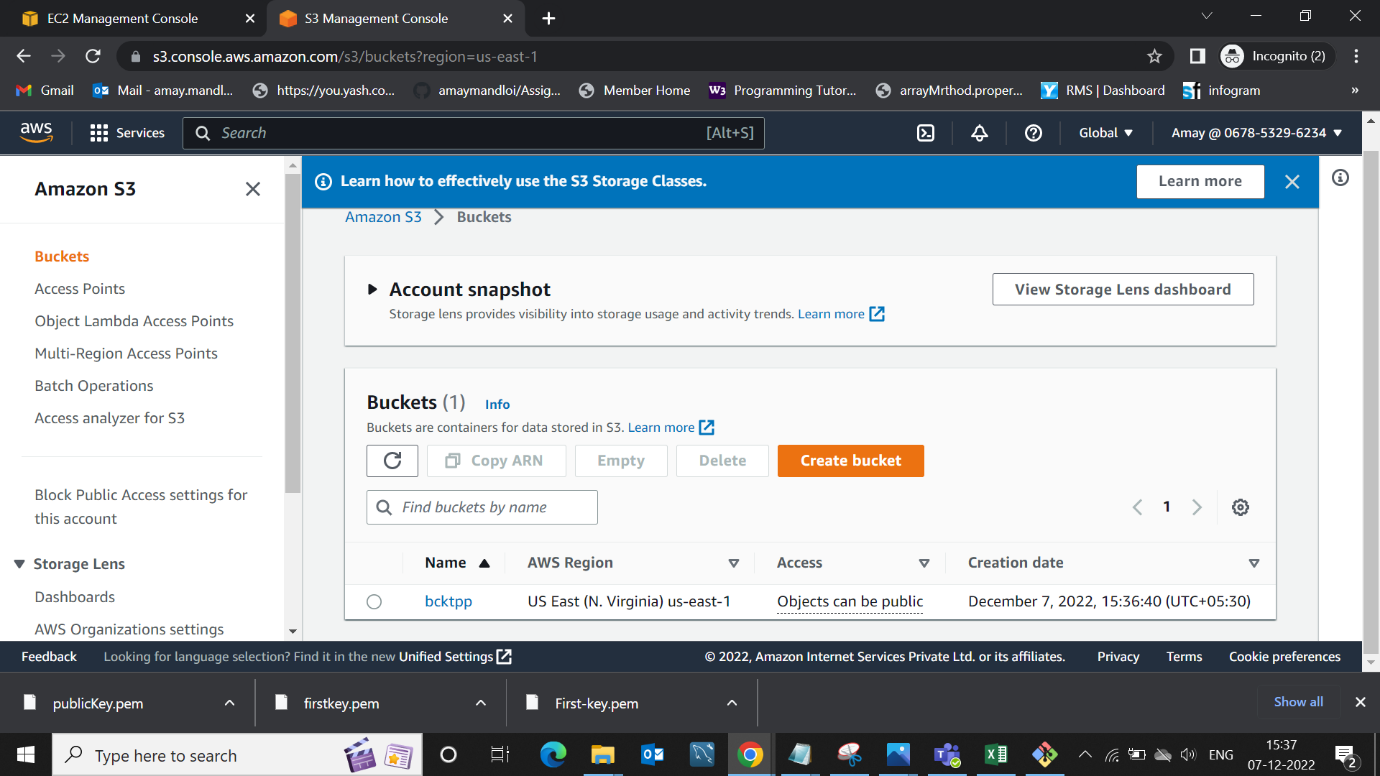 EC2 Management Console
S3 Management Console
s3.console.aws.amazon.com/s3/buckets?region=us-east-1
Incognito (2)
Gmail
Mail - amay.mandl...
https://you.yash.co...
amaymandloi/Assig...
Member Home
W3
Programming Tutor...
arrayMrthod.proper...
Y
RMS | Dashboard
infogram
»
aws
Services
Search
[Alt+S]
Global
Amay @ 0678-5329-6234
Amazon S3
Learn how to effectively use the S3 Storage Classes.
Learn more
Amazon S3 > Buckets
Buckets
Access Points
Object Lambda Access Points
Multi-Region Access Points
Batch Operations
Access analyzer for S3
Block Public Access settings for
this account
Storage Lens
Dashboards
AWS Organizations settings
Account snapshot
Storage lens provides visibility into storage usage and activity trends. Learn more
View Storage Lens dashboard
Buckets (1) Info
Buckets are containers for data stored in S3. Learn more
Copy ARN
Empty
Delete
Create bucket
Find buckets by name
1
Name AWS Region Access Creation date
bcktpp US East (N. Virginia) us-east-1 Objects can be public December 7, 2022, 15:36:40 (UTC+05:30)
Feedback
Looking for language selection? Find it in the new Unified Settings
© 2022, Amazon Internet Services Private Ltd. or its affiliates.
Privacy
Terms
Cookie preferences
publicKey.pem
firstkey.pem
First-key.pem
Show all
Type here to search
ENG
15:37
07-12-2022
2